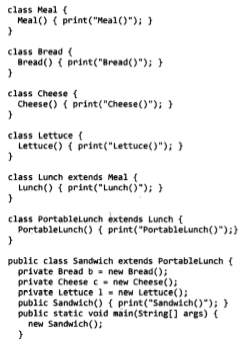 class Meal {
Meal() { print("Meal()"); }
}
class Bread {
Bread() { print("Bread()"); }
}
class Cheese {
Cheese() { print("Cheese()"); }
}
class Lettuce {
Lettuce() { print("Lettuce()"); }
}
class Lunch extends Meal {
Lunch() { print("Lunch()"); }
}
class PortableLunch extends Lunch {
PortableLunch() { print("PortableLunch()");}
}
public class Sandwich extends PortableLunch {
private Bread b = new Bread();
private Cheese c = new Cheese();
private Lettuce l = new Lettuce();
public Sandwich() { print("Sandwich()"); }
public static void main(String[] args) {
new Sandwich();
}